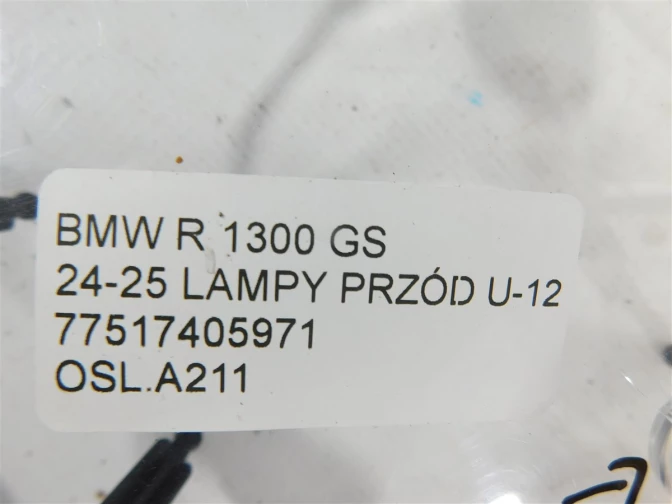 BMW R 1300 GS
24-25 LAMPY PRZÓD U-12
77517405971
OSL.A211